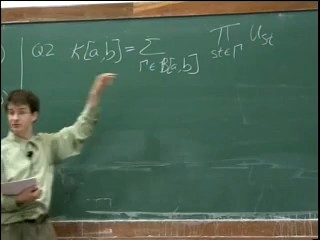 Q2 K[a,b] = ∑ ∏ u_st
Γ∈B[a,b] st∈Γ